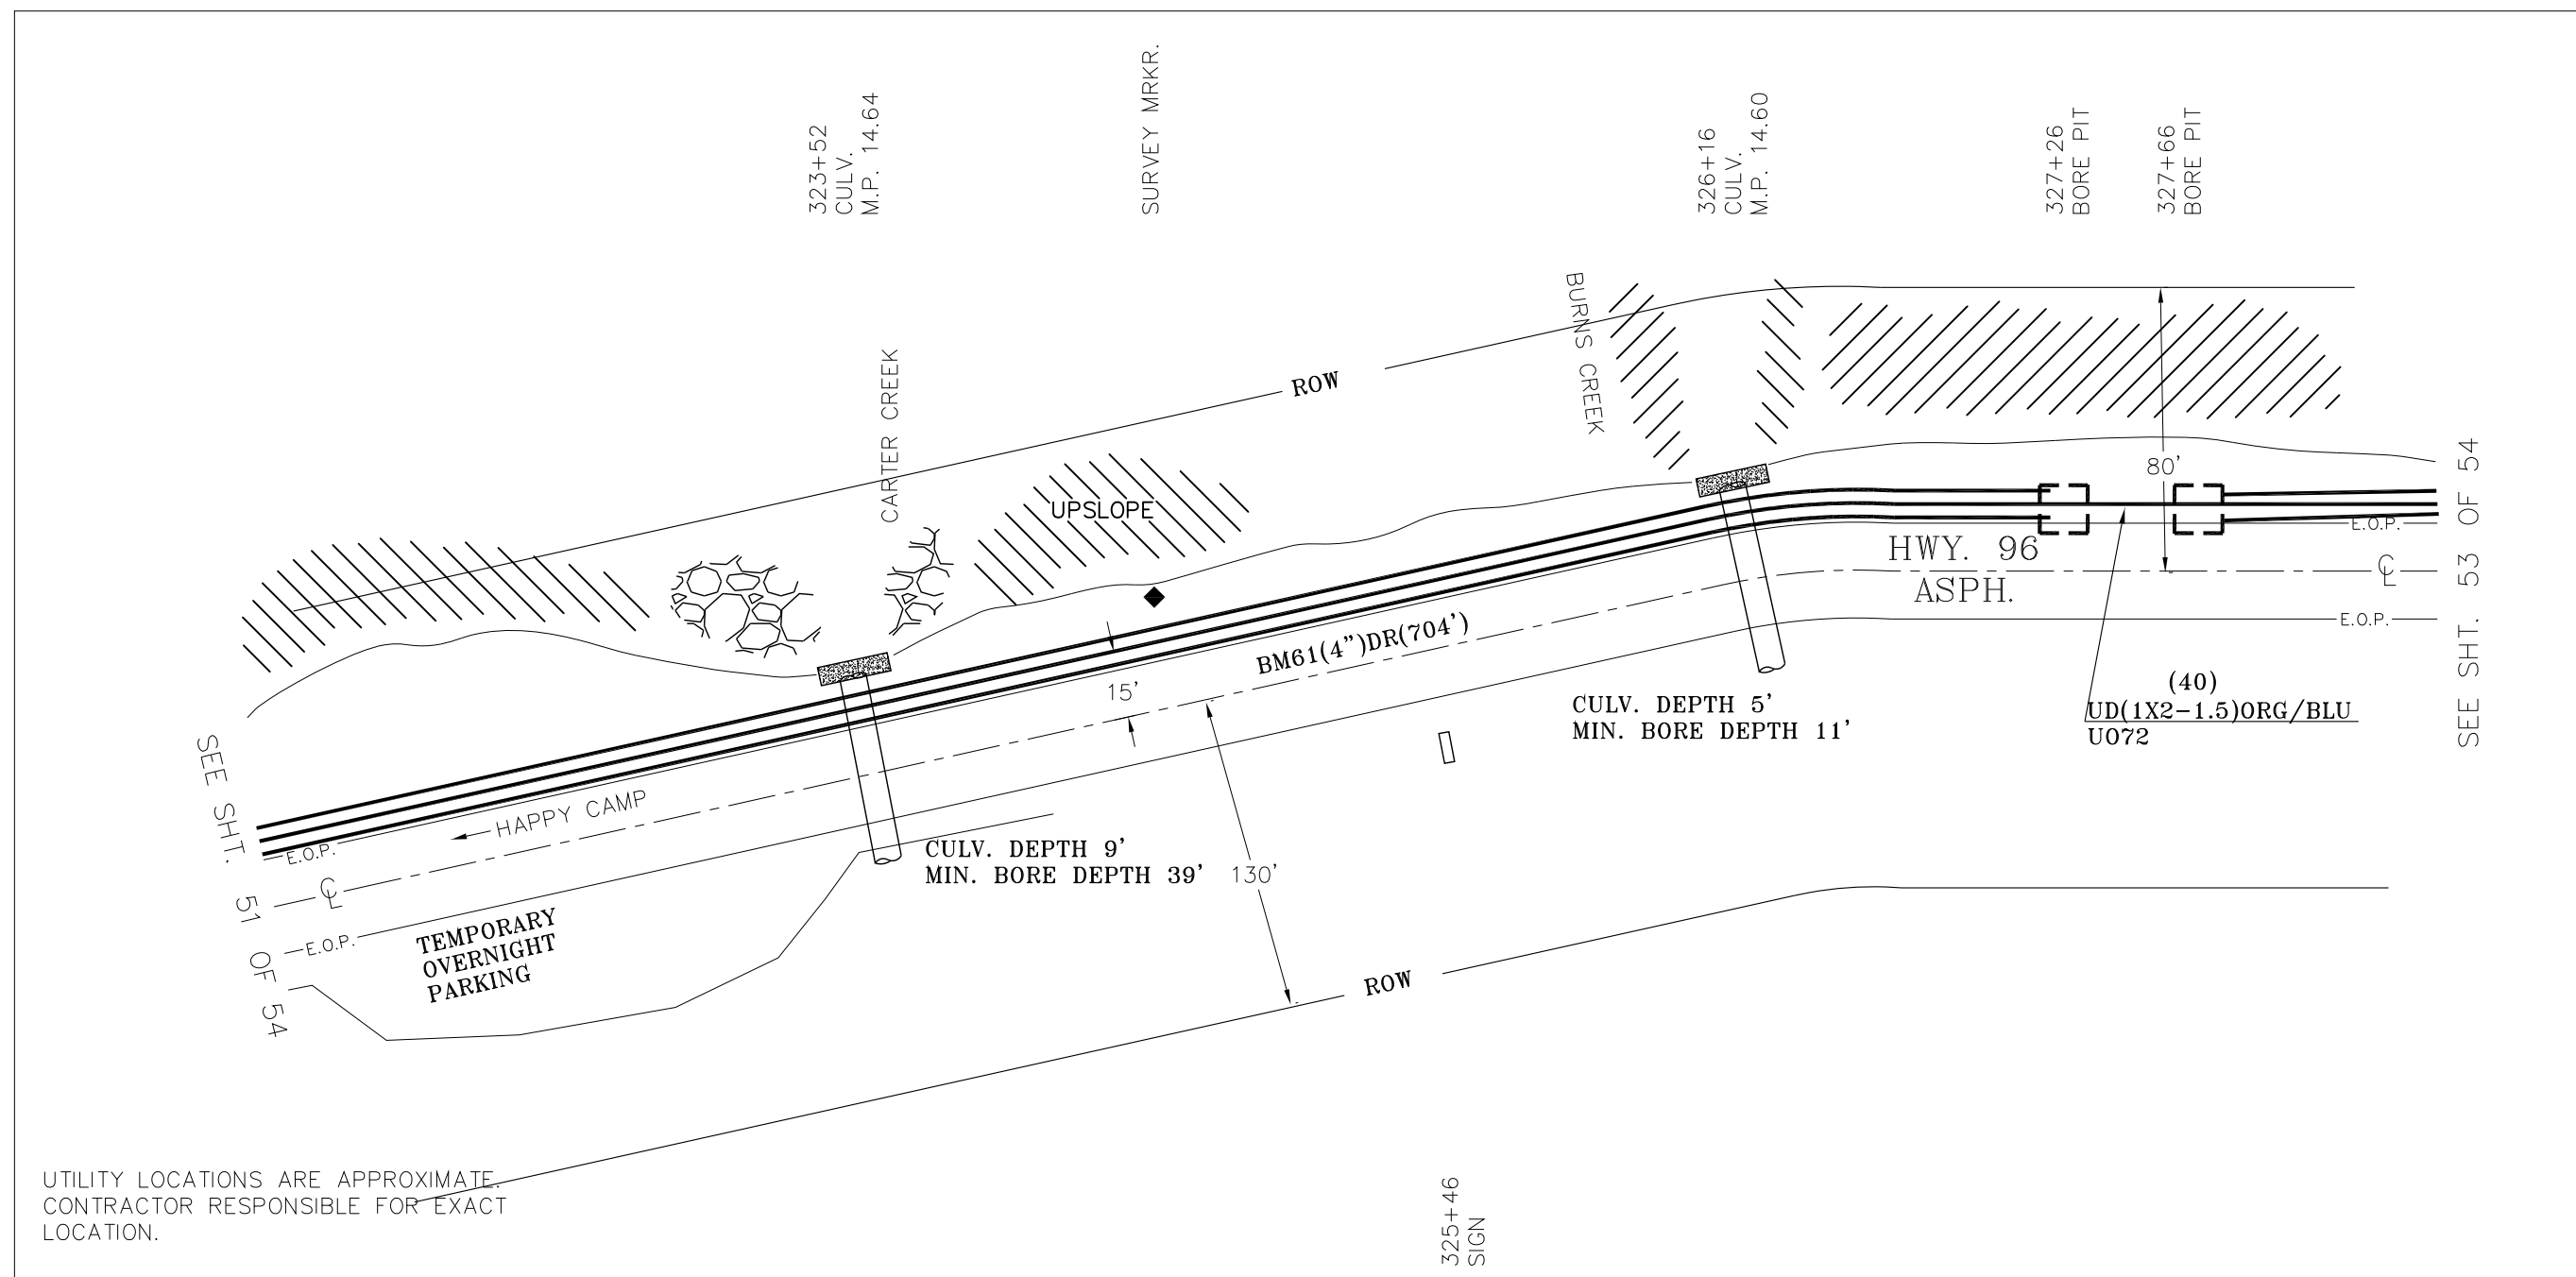 323+52
CULV.
M.P. 14.64
SURVEY MRKR.
326+16
CULV.
M.P. 14.60
327+26
BORE PIT
327+66
BORE PIT
BURNS CREEK
CARTER CREEK
ROW
UPSLOPE
80'
E.O.P.
HWY. 96
ASPH.
CL
E.O.P.
SEE SHT. 53 OF 54
BM61(4")DR(704')
15'
(40)
UD(1X2-1.5)ORG/BLU
U072
CULV. DEPTH 5'
MIN. BORE DEPTH 11'
SEE SHT. 51 OF 54
HAPPY CAMP
E.O.P.
CL
E.O.P.
CULV. DEPTH 9'
MIN. BORE DEPTH 39'
130'
TEMPORARY
OVERNIGHT
PARKING
ROW
UTILITY LOCATIONS ARE APPROXIMATE.
CONTRACTOR RESPONSIBLE FOR EXACT
LOCATION.
325+46
SIGN